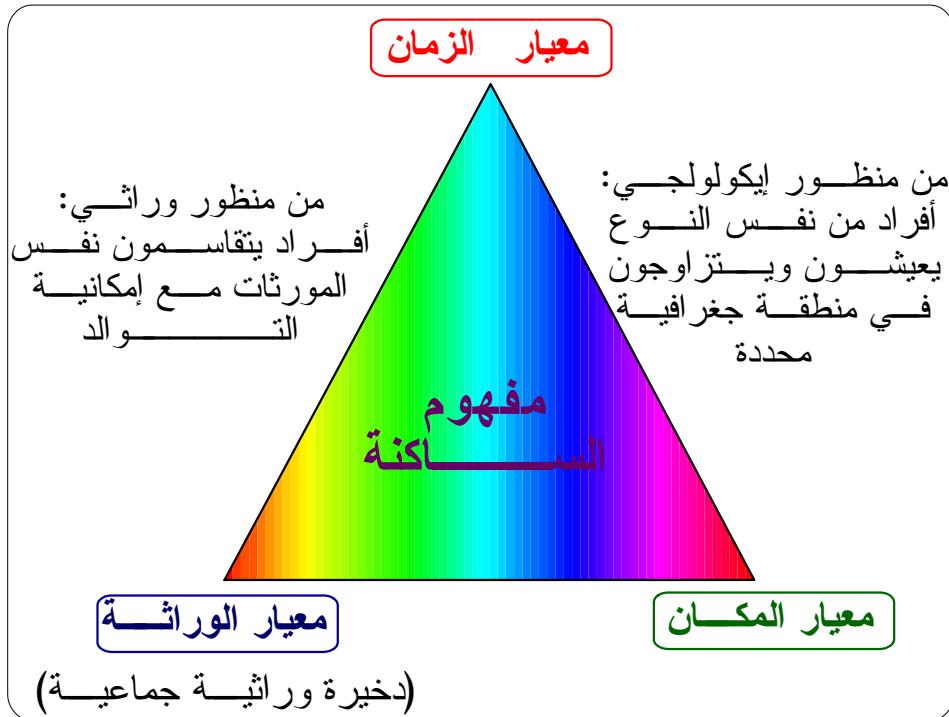 معيار الزمان
من منظور إيكولولجي:
أفراد من نفس النوع
يعيشون ويتزاوجون
في منطقة جغرافية
محددة
من منظور وراثي:
أفراد يتقاسمون نفس
المورثات مع إمكانية
التوالد
مفهوم
الساكنة
معيار المكان
معيار الوراثة
(دخيرة وراثية جماعية)